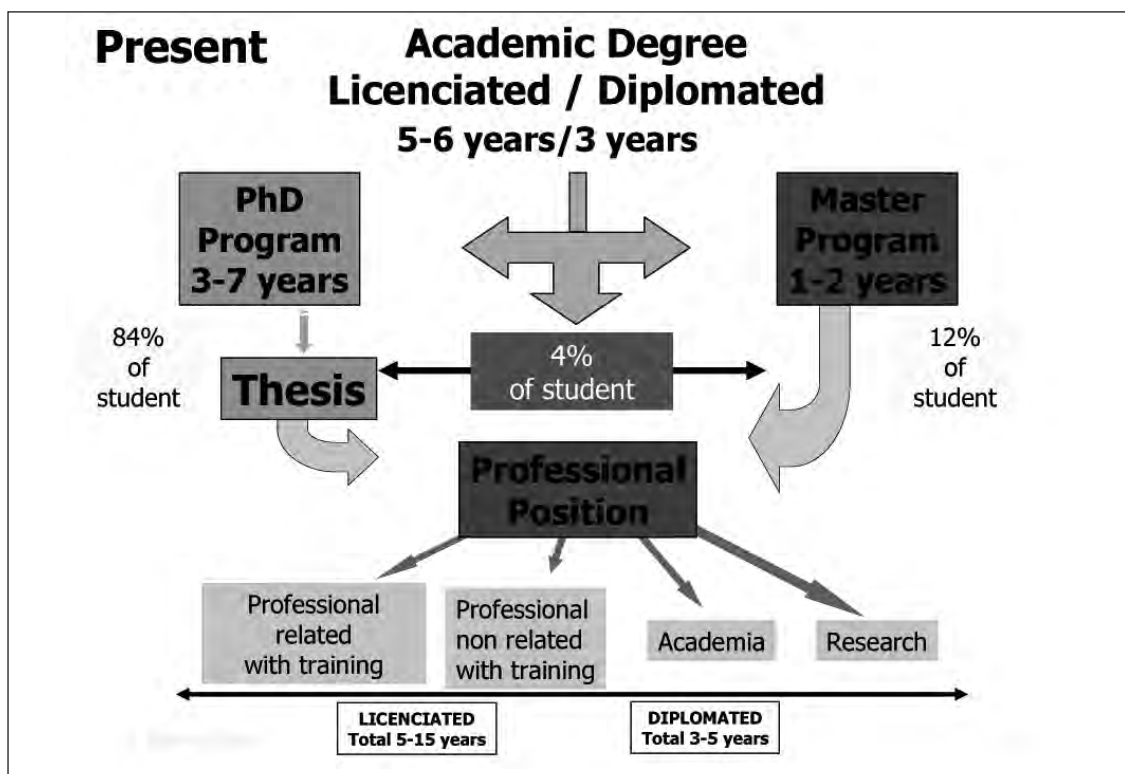 Present
Academic Degree
Licenciated / Diplomated
5-6 years/3 years
PhD
Program
3-7 years
Master
Program
1-2 years
84%
of
student
Thesis
4%
of student
12%
of
student
Professional
Position
Professional
related
with training
Professional
non related
with training
Academia
Research
LICENCIATED
Total 5-15 years
DIPLOMATED
Total 3-5 years